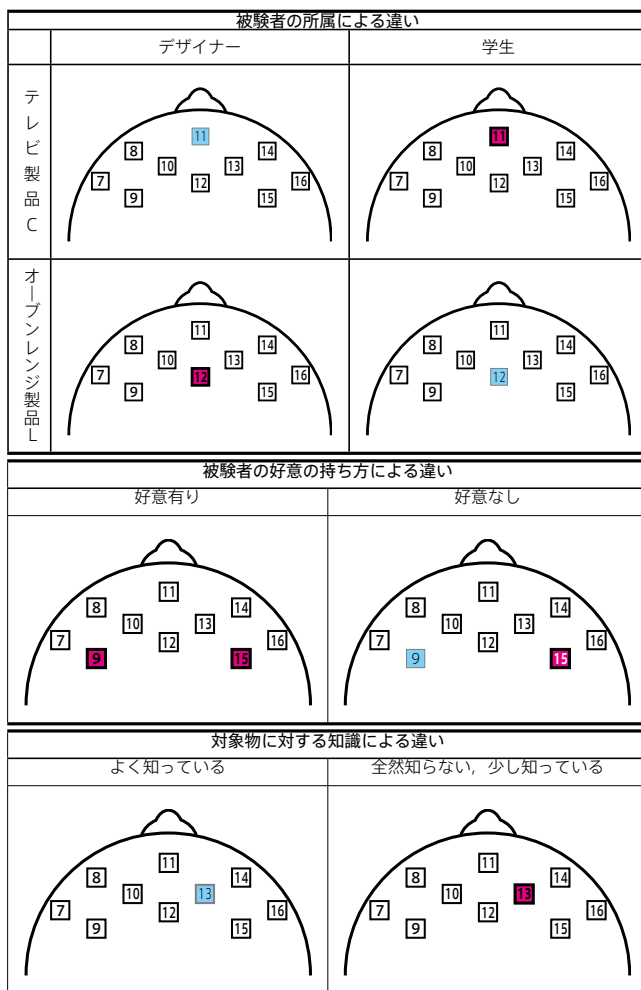 被験者の所属による違い
デザイナー 学生
テレビ製品C
11 11
8 14 8 14
10 13 10 13
7 12 16 7 12 16
9 15 9 15
オーブンレンジ製品L
11 11
8 14 8 14
10 13 10 13
7 12 16 7 12 16
9 15 9 15
被験者の好意の持ち方による違い
好意有り 好意なし
11 11
8 14 8 14
10 13 10 13
7 12 16 7 12 16
9 15 9 15
対象物に対する知識による違い
よく知っている 全然知らない，少し知っている
11 11
8 14 8 14
10 13 10 13
7 12 16 7 12 16
9 15 9 15